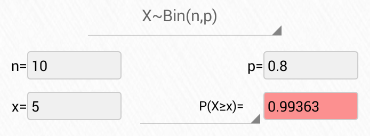 X~Bin(n,p)
n= 10 p= 0.8
x= 5 P(X≥x)= 0.99363